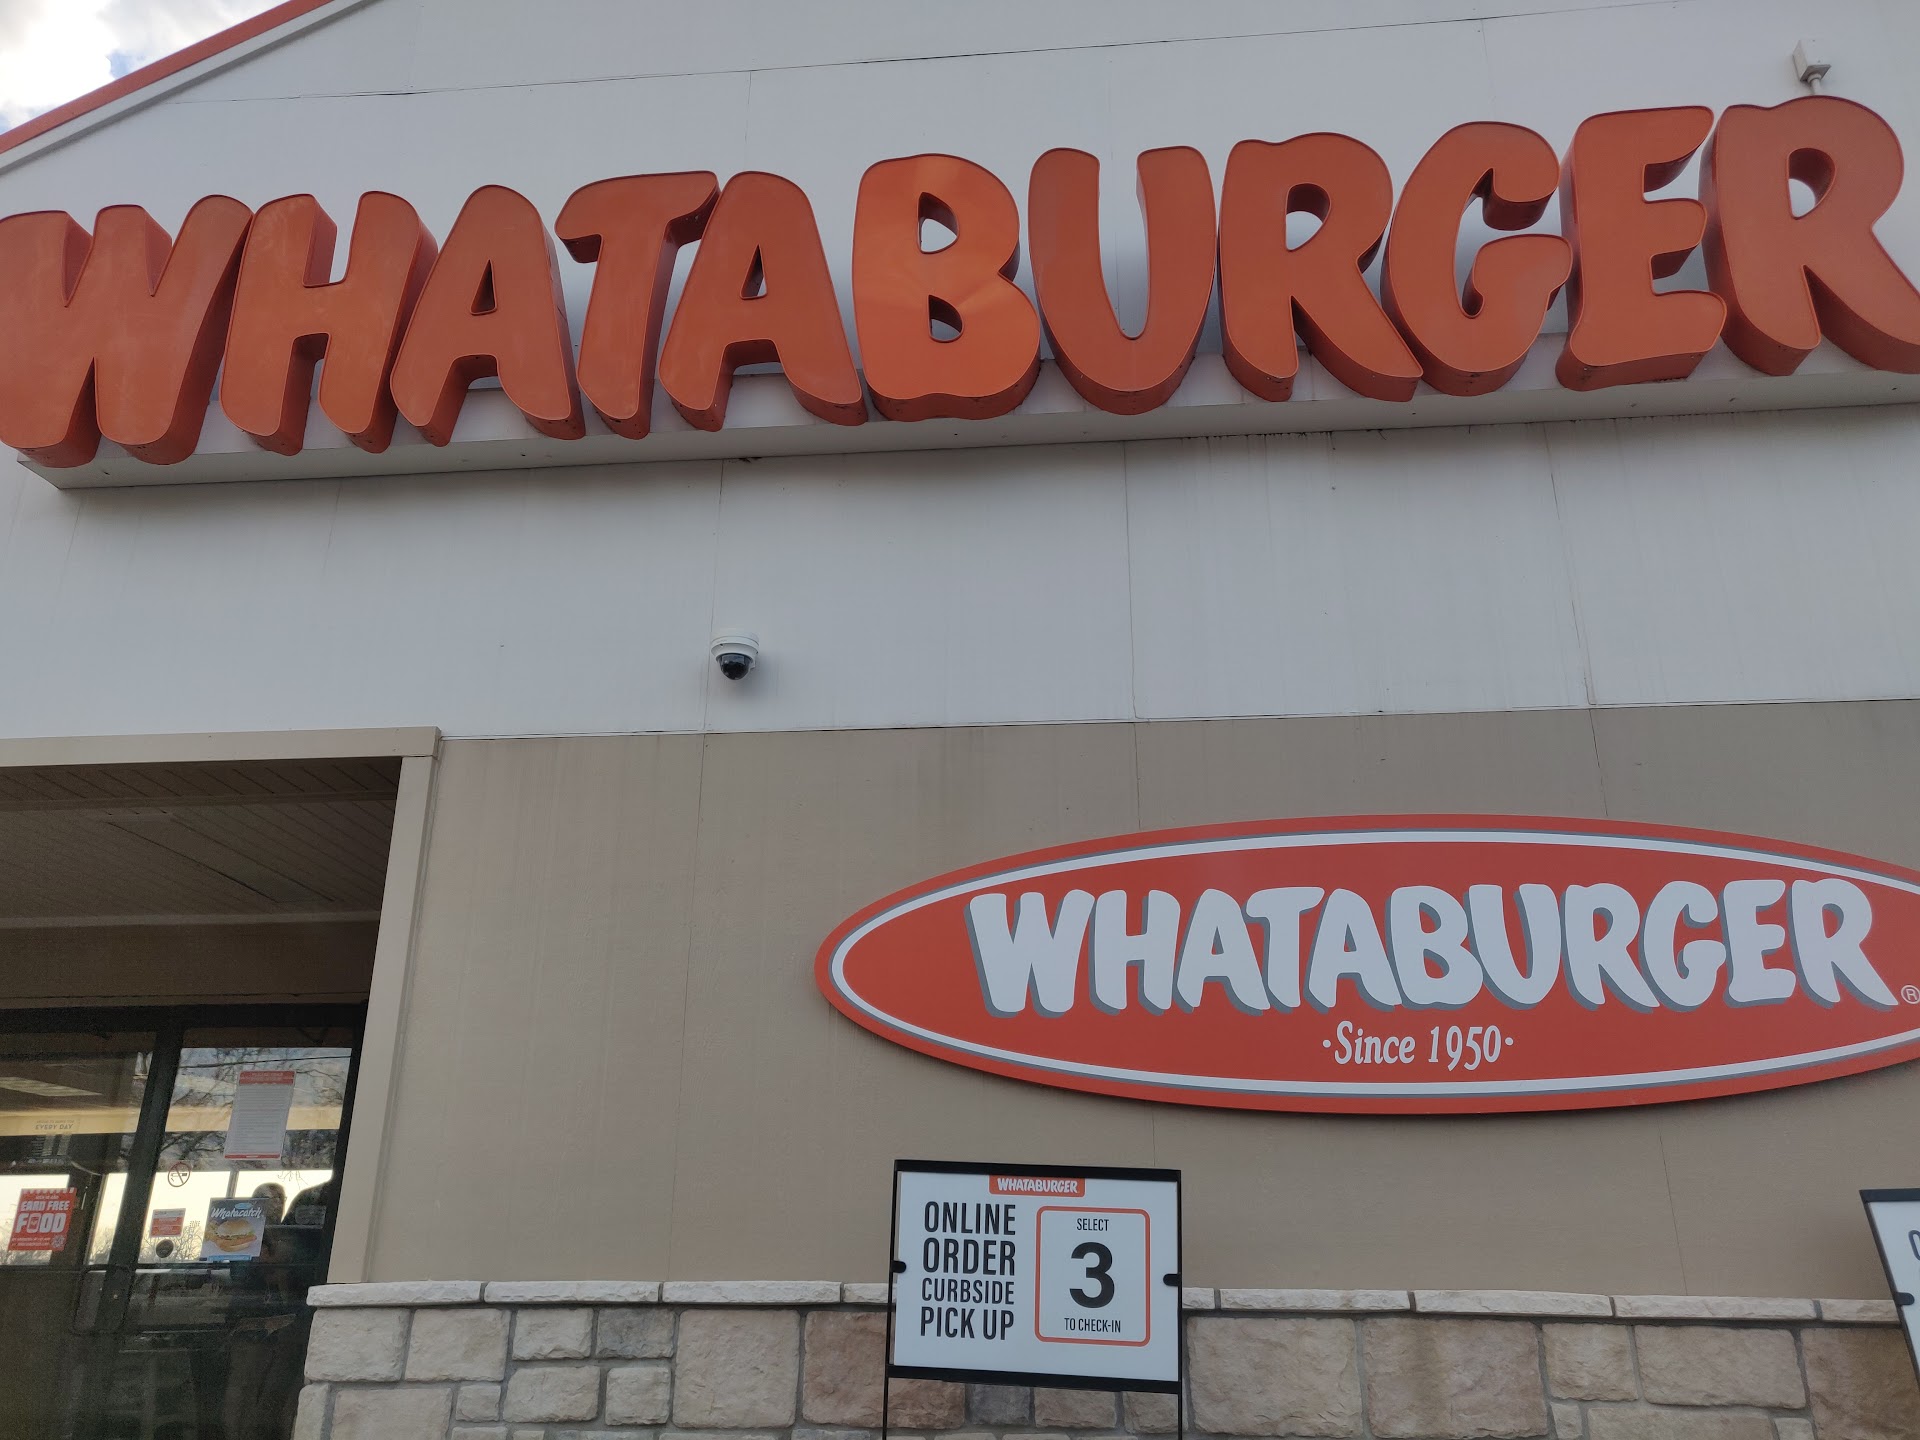 WHATABURGER
WHATABURGER®
·Since 1950·
WHATABURGER
ONLINE
ORDER
CURBSIDE
PICK UP
SELECT
3
TO CHECK-IN
EVERY DAY
EARN FREE
FOOD
Whatacatch